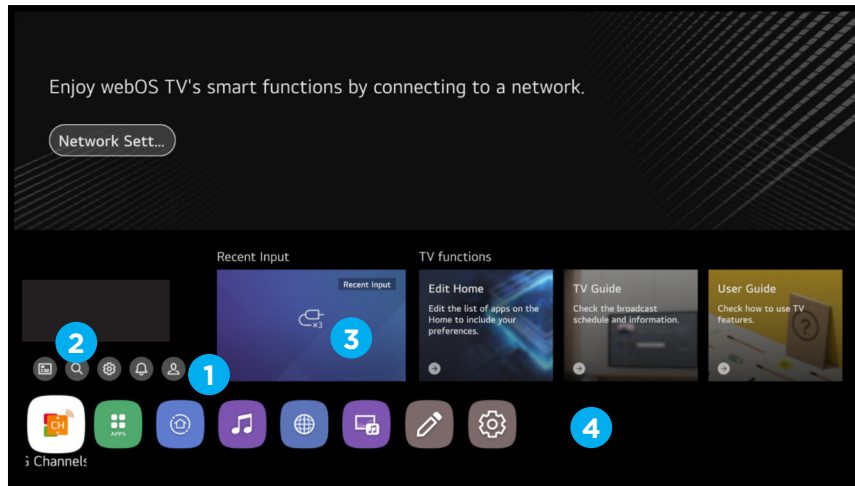 Enjoy webOS TV's smart functions by connecting to a network.
Network Sett...
Recent Input
TV functions
Recent Input
x3
Edit Home
Edit the list of apps on the
Home to include your
preferences.
TV Guide
Check the broadcast
schedule and information.
User Guide
Check how to use TV
features.
?
2
3
1
CH
APPS
4
G Channels